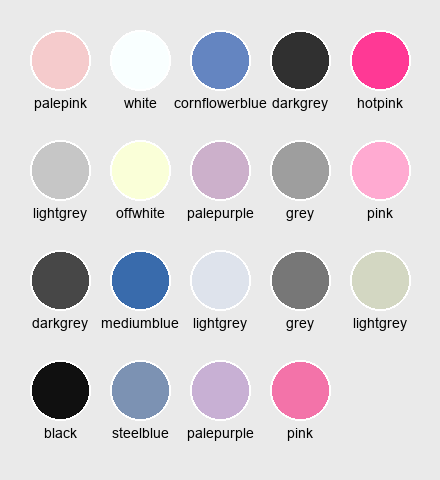 palepink white cornflowerblue darkgrey hotpink
lightgrey offwhite palepurple grey pink
darkgrey mediumblue lightgrey grey lightgrey
black steelblue palepurple pink